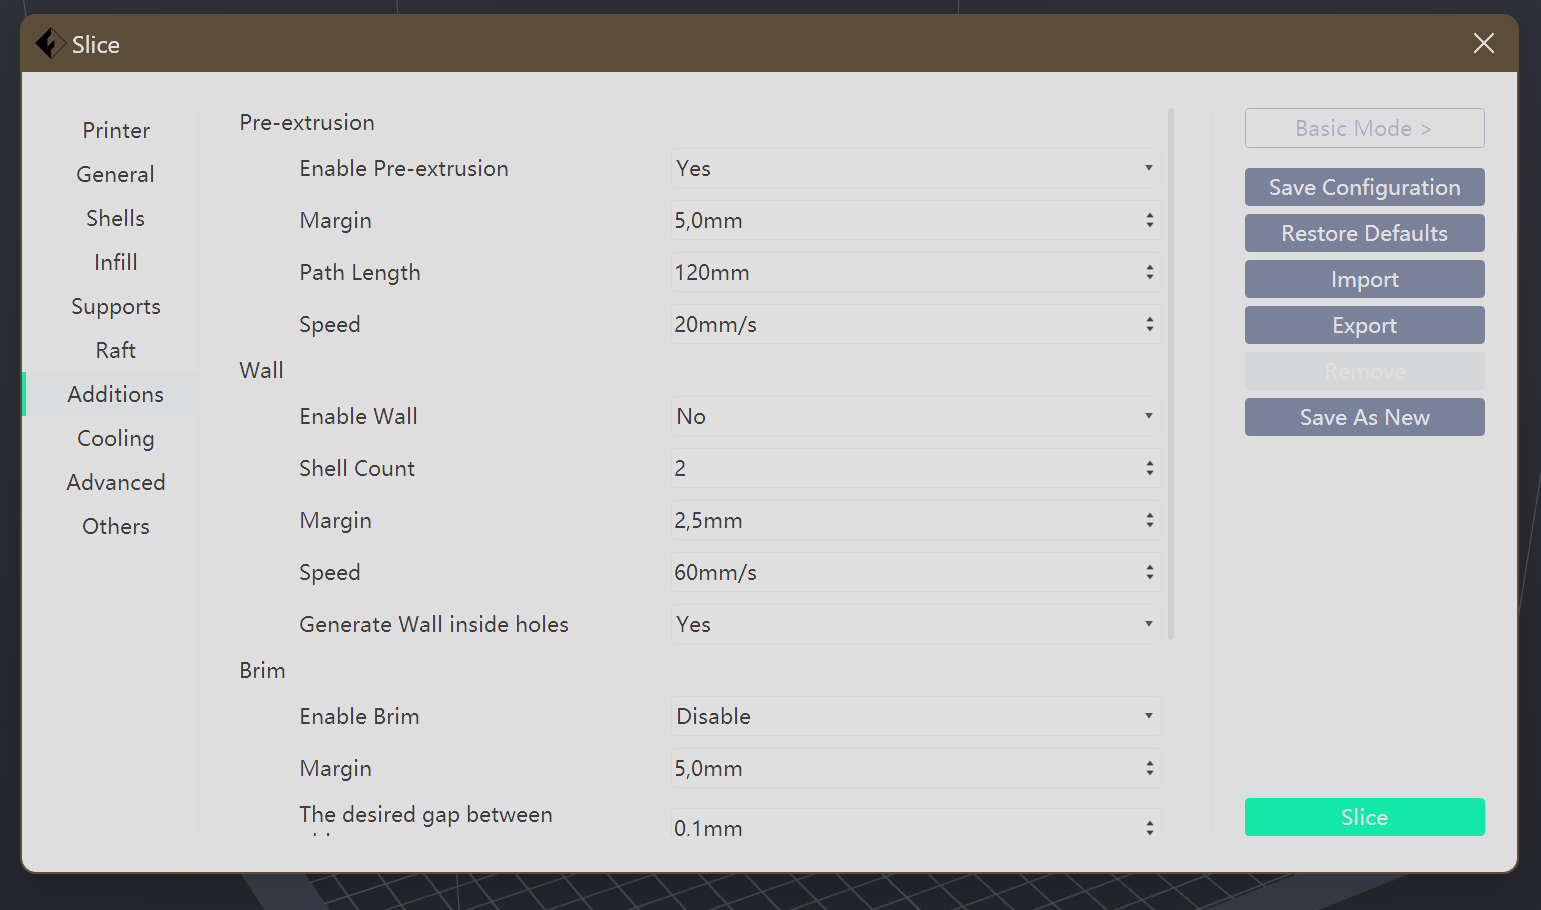 Slice
Printer
General
Shells
Infill
Supports
Raft
Additions
Cooling
Advanced
Others
Pre-extrusion
Enable Pre-extrusion Yes
Margin 5,0mm
Path Length 120mm
Speed 20mm/s
Wall
Enable Wall No
Shell Count 2
Margin 2,5mm
Speed 60mm/s
Generate Wall inside holes Yes
Brim
Enable Brim Disable
Margin 5,0mm
The desired gap between 0,1mm
Basic Mode >
Save Configuration
Restore Defaults
Import
Export
Remove
Save As New
Slice